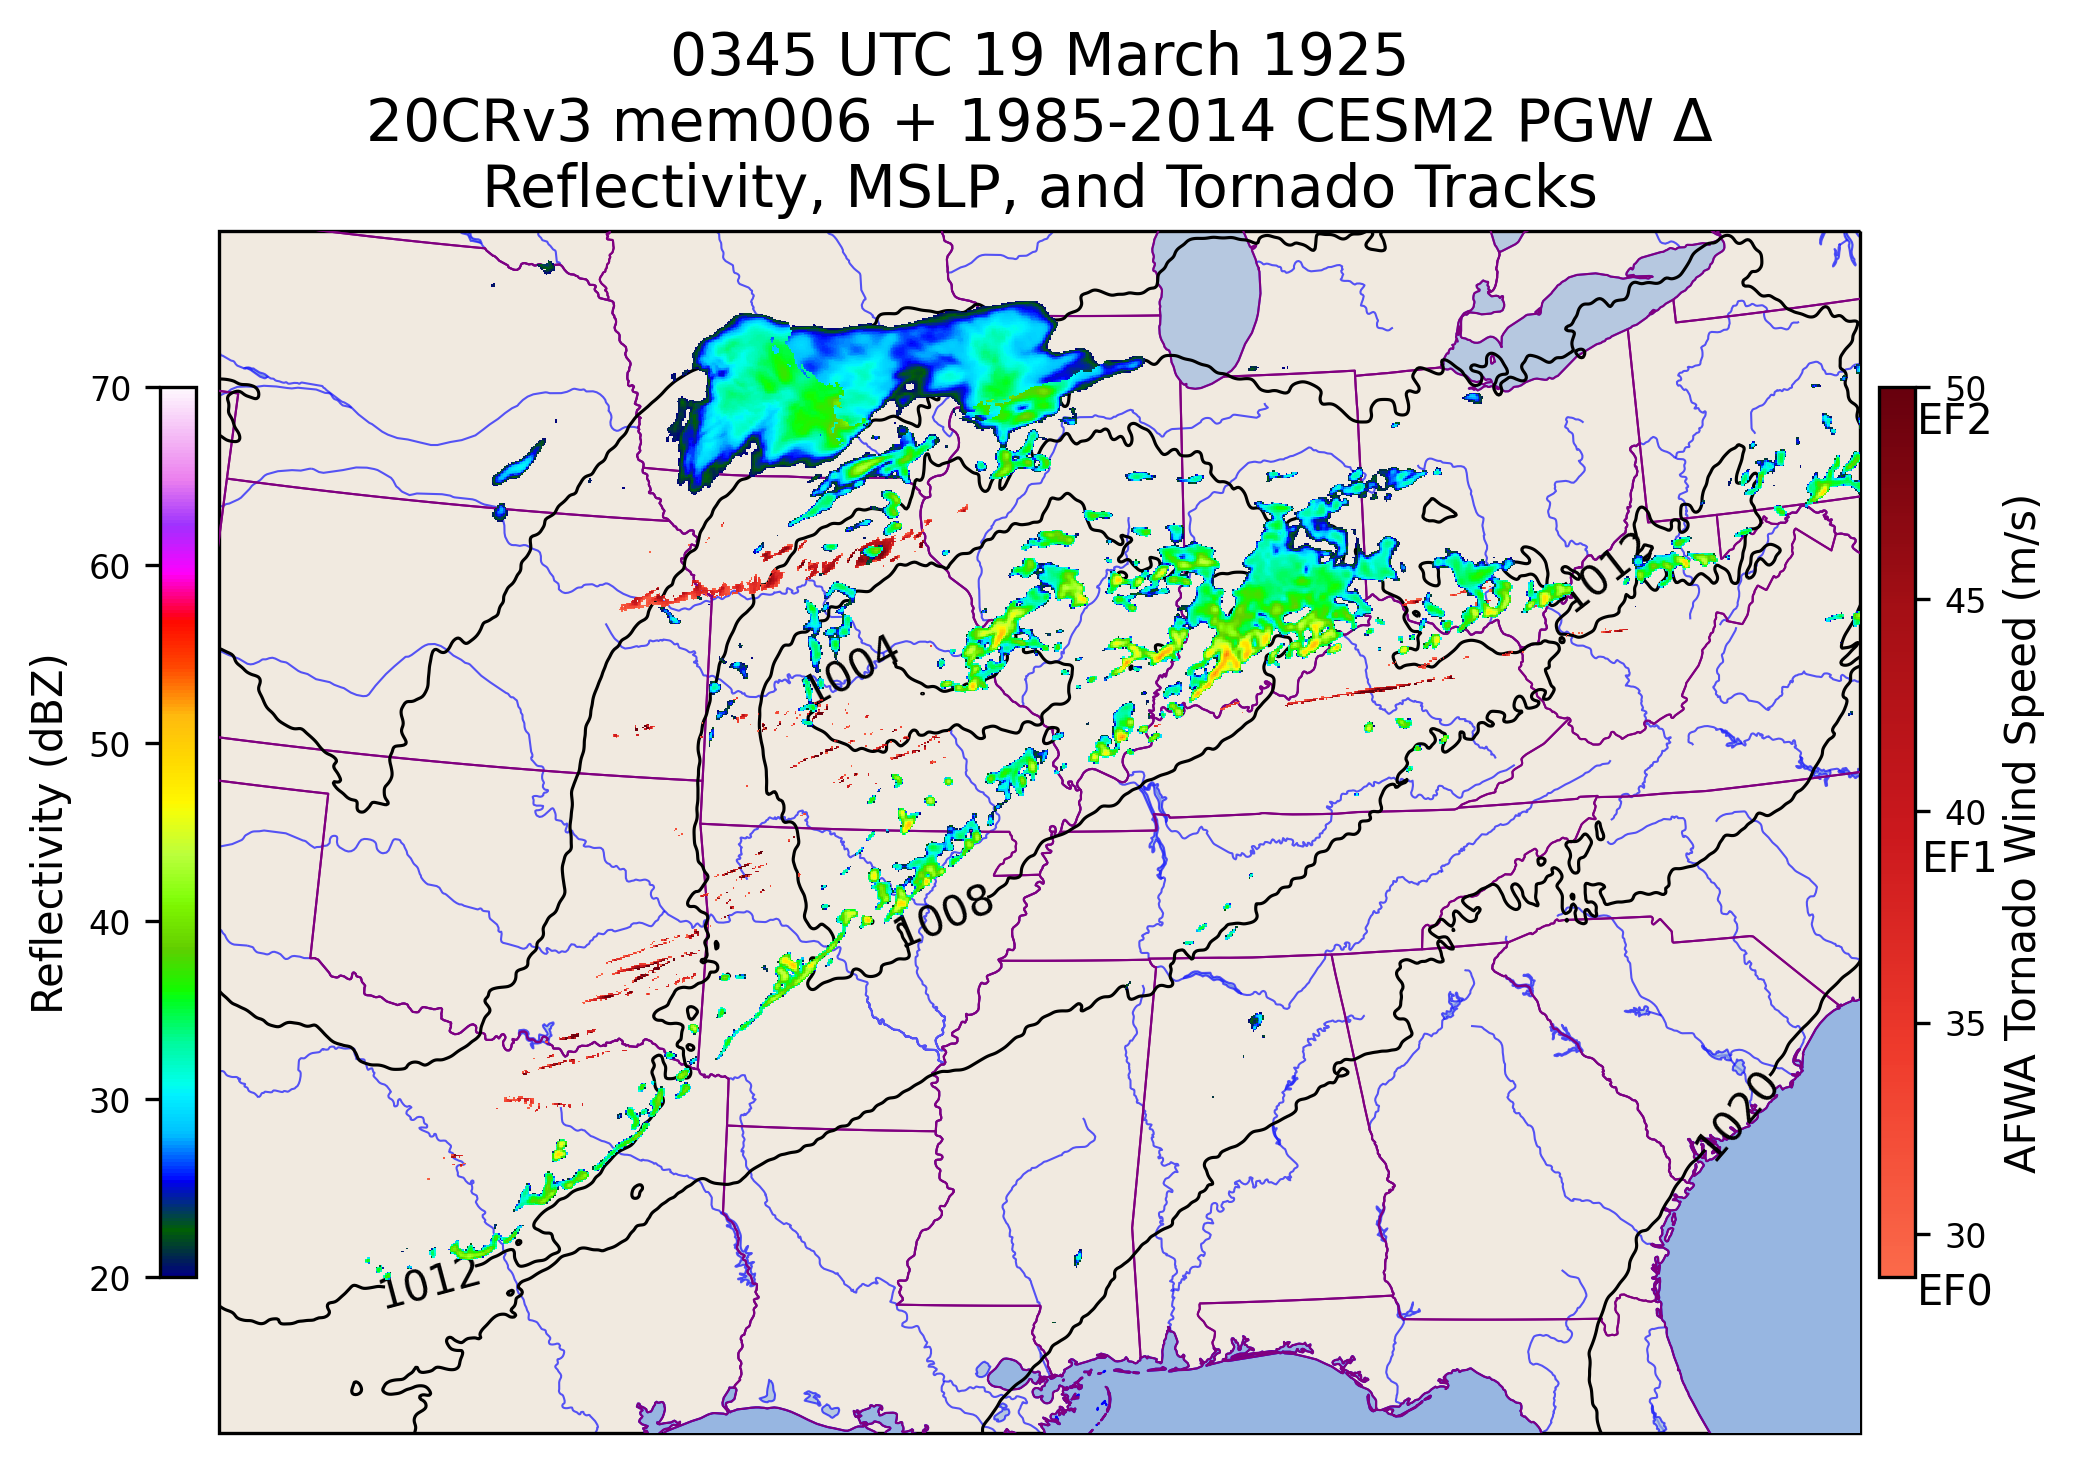 0345 UTC 19 March 1925
20CRv3 mem006 + 1985-2014 CESM2 PGW Δ
Reflectivity, MSLP, and Tornado Tracks
70
60
50
40
30
20
Reflectivity (dBZ)
1004
1008
1012
1012
1020
50
EF2
45
40
EF1
35
30
EF0
AFWA Tornado Wind Speed (m/s)